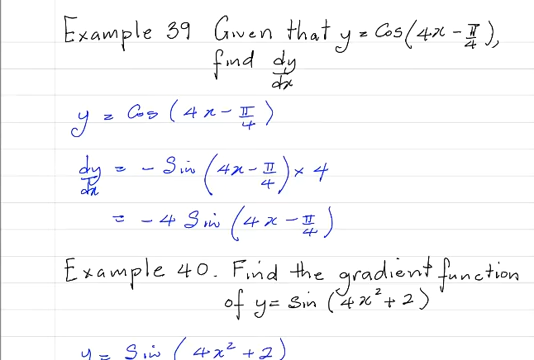 Example 39 Given that y = Cos(4x - π/4),
find dy/dx
y = Cos (4x - π/4)
dy/dx = - Sin (4x - π/4) × 4
= - 4 Sin (4x - π/4)
Example 40. Find the gradient function
of y = sin (4x² + 2)
y = Sin (4x² + 2)